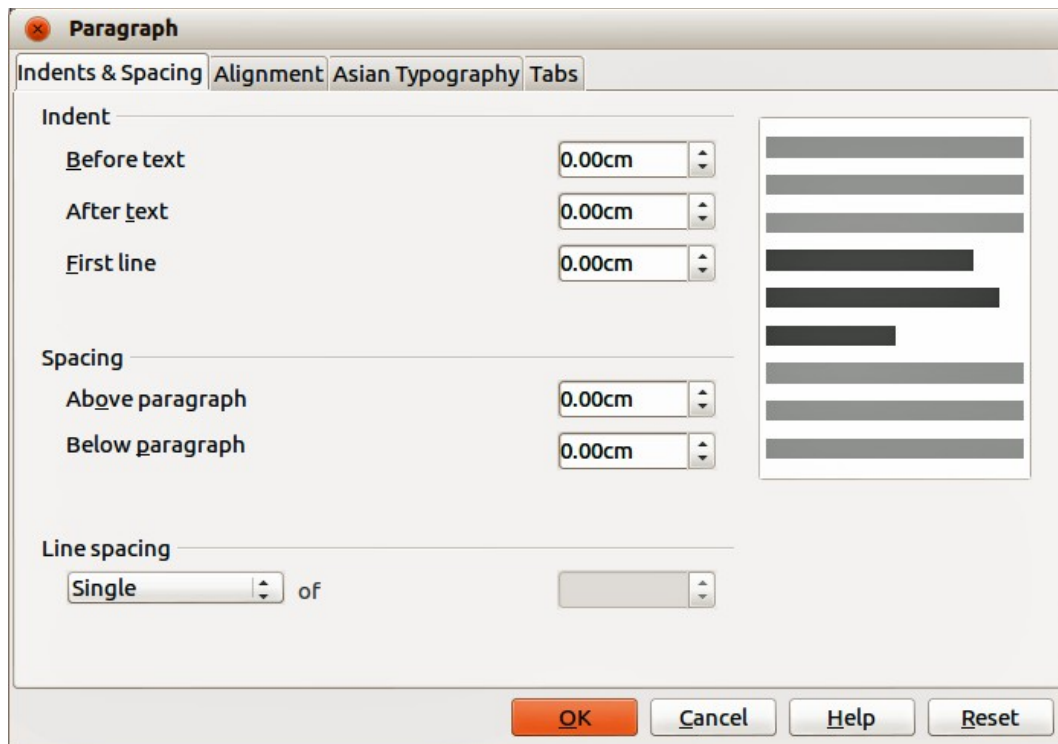 Paragraph
Indents & Spacing Alignment Asian Typography Tabs
Indent
Before text 0.00cm
After text 0.00cm
First line 0.00cm
Spacing
Above paragraph 0.00cm
Below paragraph 0.00cm
Line spacing
Single of
OK Cancel Help Reset